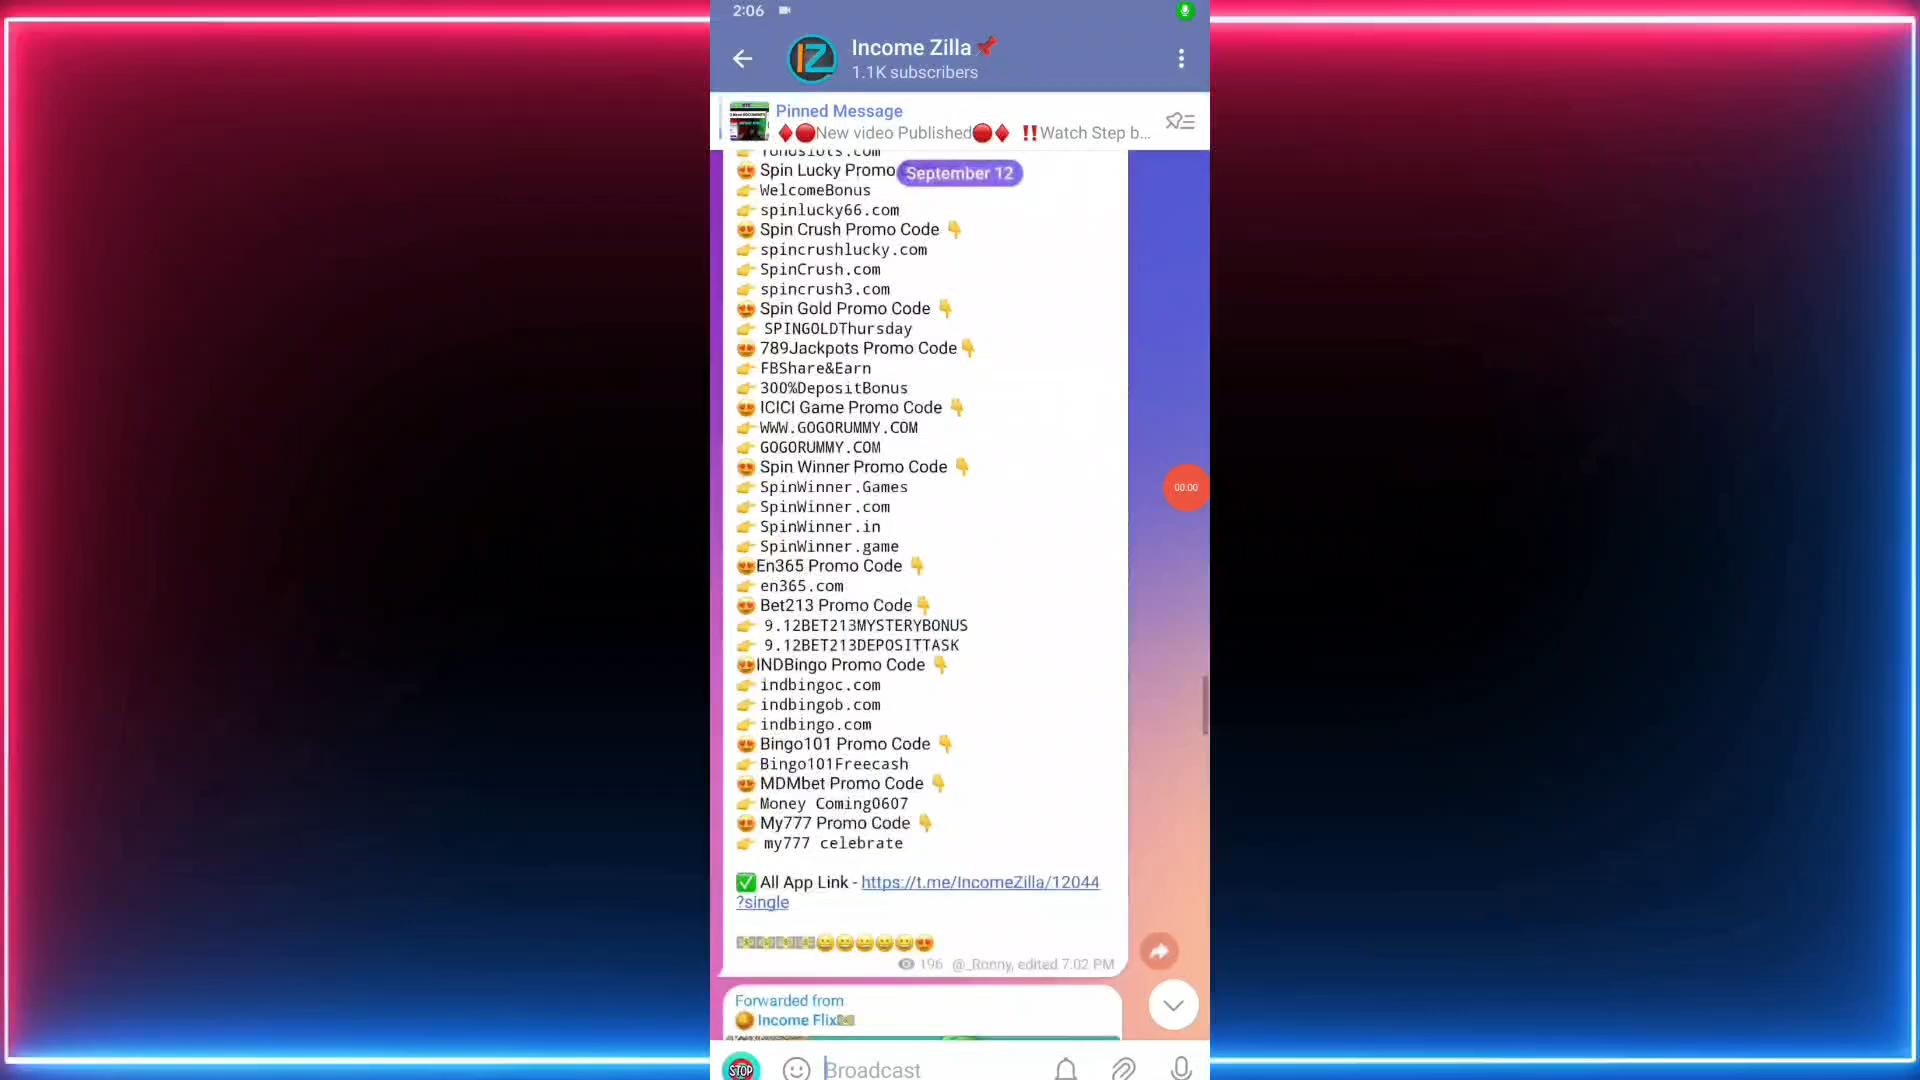 2:06
Income Zilla📌
1.1K subscribers
Pinned Message
♦️🔴New video Published🔴♦️ ‼️Watch Step b...
👉 Yonoslots.com
😍 Spin Lucky Promo
September 12
👉 WelcomeBonus
👉 spinlucky66.com
😍 Spin Crush Promo Code 👇
👉 spincrushlucky.com
👉 SpinCrush.com
👉 spincrush3.com
😍 Spin Gold Promo Code 👇
👉 SPINGOLDThursday
😍 789Jackpots Promo Code👇
👉 FBShare&Earn
👉 300%DepositBonus
😍 ICICI Game Promo Code 👇
👉 WWW.GOGORUMMY.COM
👉 GOGORUMMY.COM
😍 Spin Winner Promo Code 👇
👉 SpinWinner.Games
👉 SpinWinner.com
👉 SpinWinner.in
👉 SpinWinner.game
😍En365 Promo Code 👇
👉 en365.com
😍 Bet213 Promo Code👇
👉 9.12BET213MYSTERYBONUS
👉 9.12BET213DEPOSITTASK
😍INDBingo Promo Code 👇
👉 indbingoc.com
👉 indbingob.com
👉 indbingo.com
😍 Bingo101 Promo Code 👇
👉 Bingo101Freecash
😍 MDMbet Promo Code 👇
👉 Money Coming0607
😍 My777 Promo Code 👇
👉 my777 celebrate
✅ All App Link - https://t.me/IncomeZilla/12044
?single
💵💵💵💵😀😀😀😀😀😍
196 @_Ronny, edited 7.02 PM
Forwarded from
Income Flix💵
00:00
STOP
Broadcast